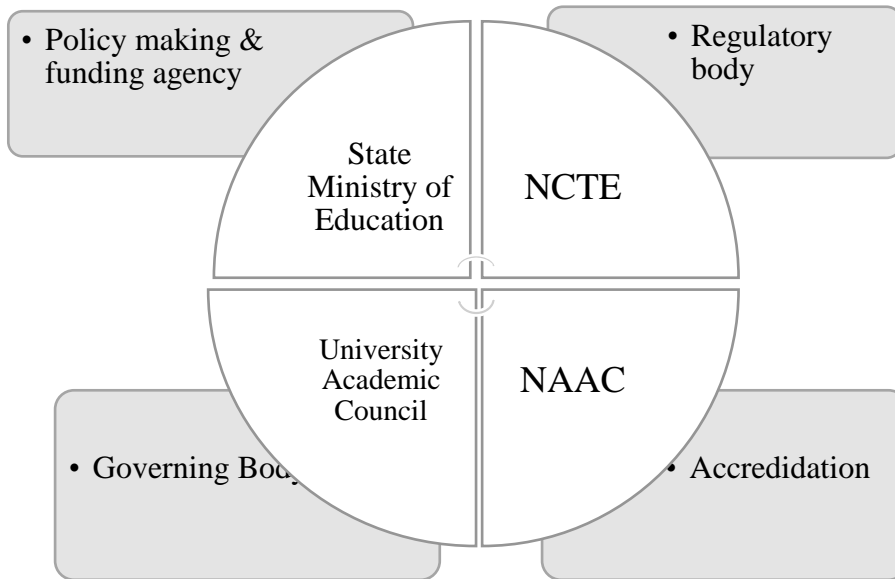 • Policy making &
funding agency
• Regulatory
body
State
Ministry of
Education
NCTE
University
Academic
Council
NAAC
• Governing Body
• Accredidation